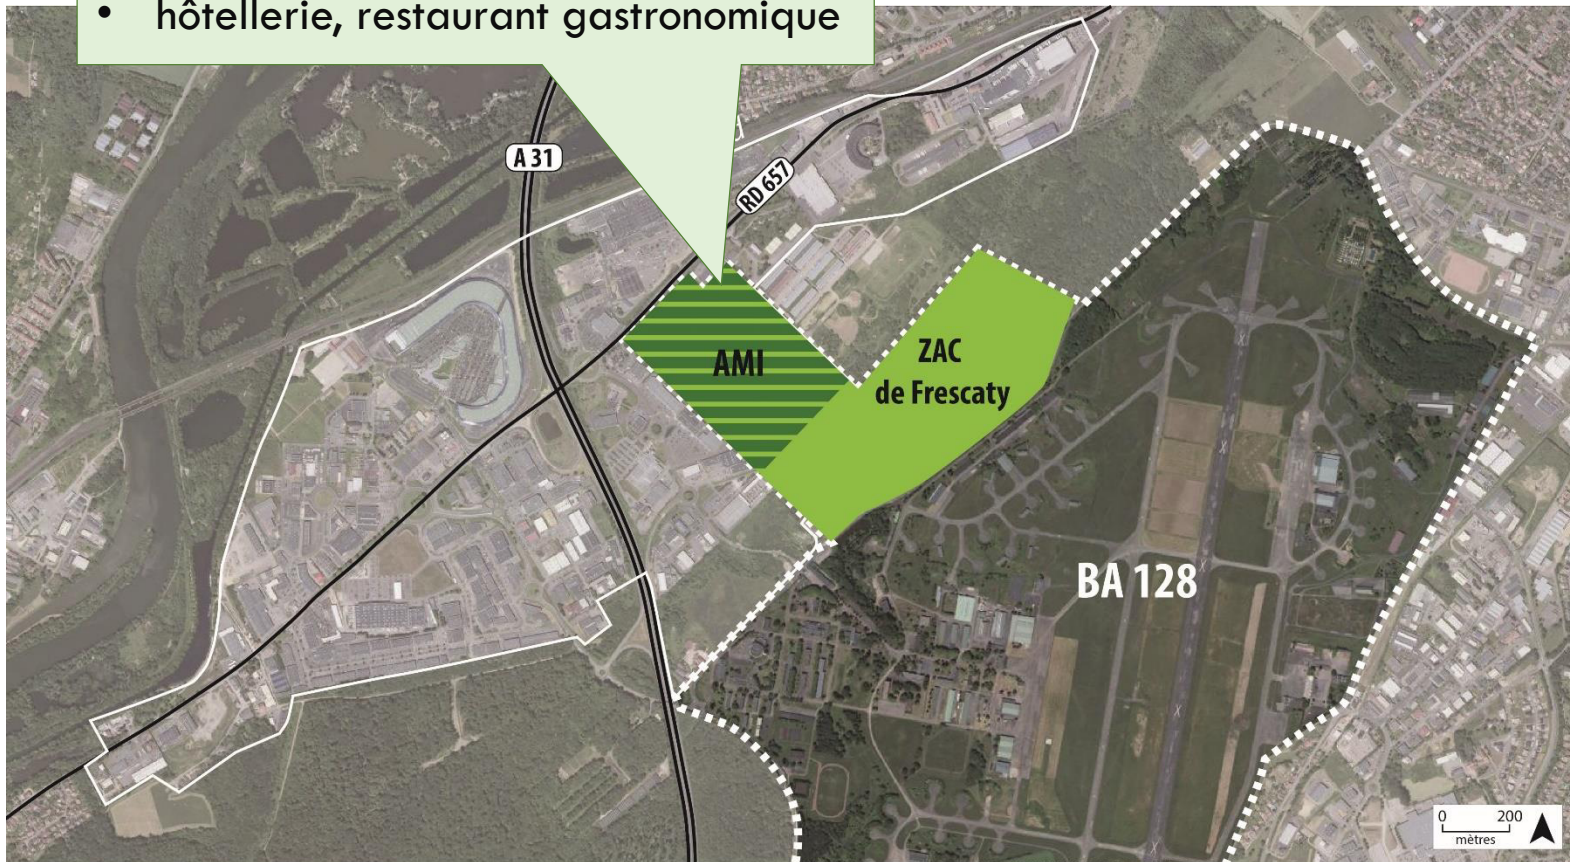 • hôtellerie, restaurant gastronomique
A 31
RD 657
AMI
ZAC
de Frescaty
BA 128
0 200
mètres